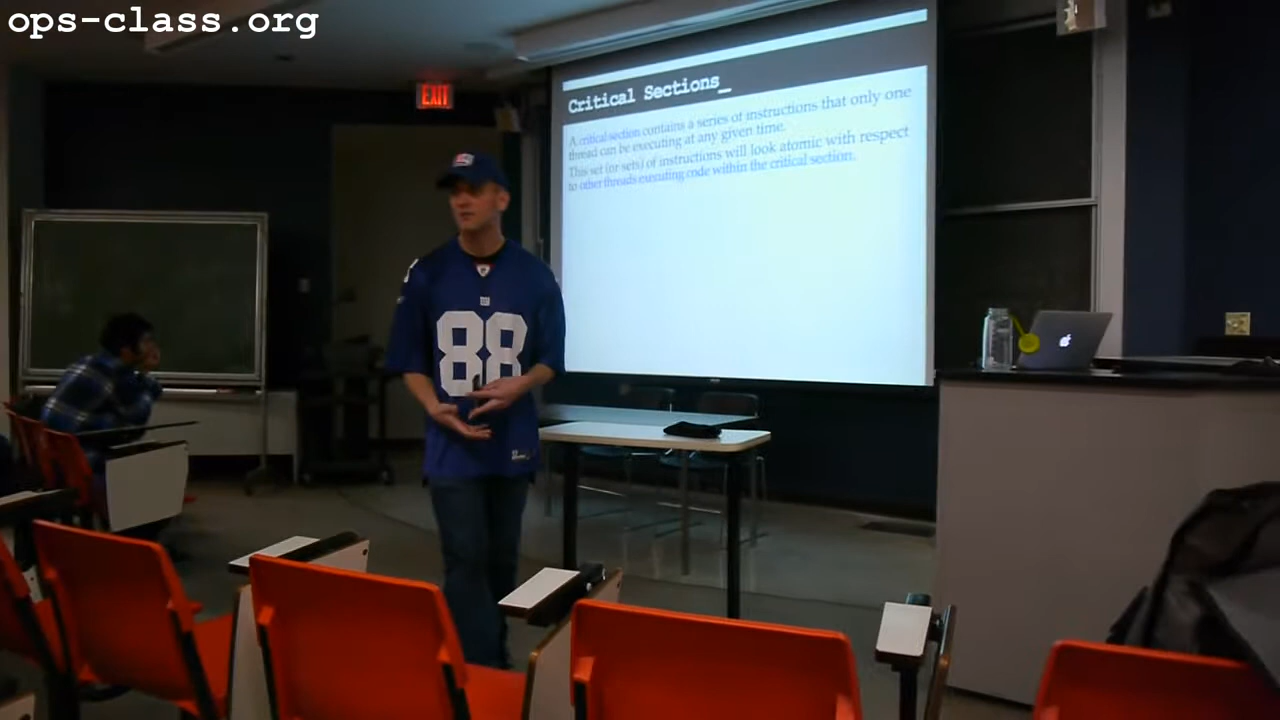 ops-class.org
EXIT
Critical Sections_
A critical section contains a series of instructions that only one
thread can be executing at any given time.
This set (or sets) of instructions will look atomic with respect
to other threads executing code within the critical section.
88